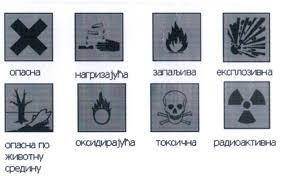 опасна
нагризајућа
запаљива
експлозивна
опасна по
животну
средину
оксидирајућа
токсична
радиоактивна